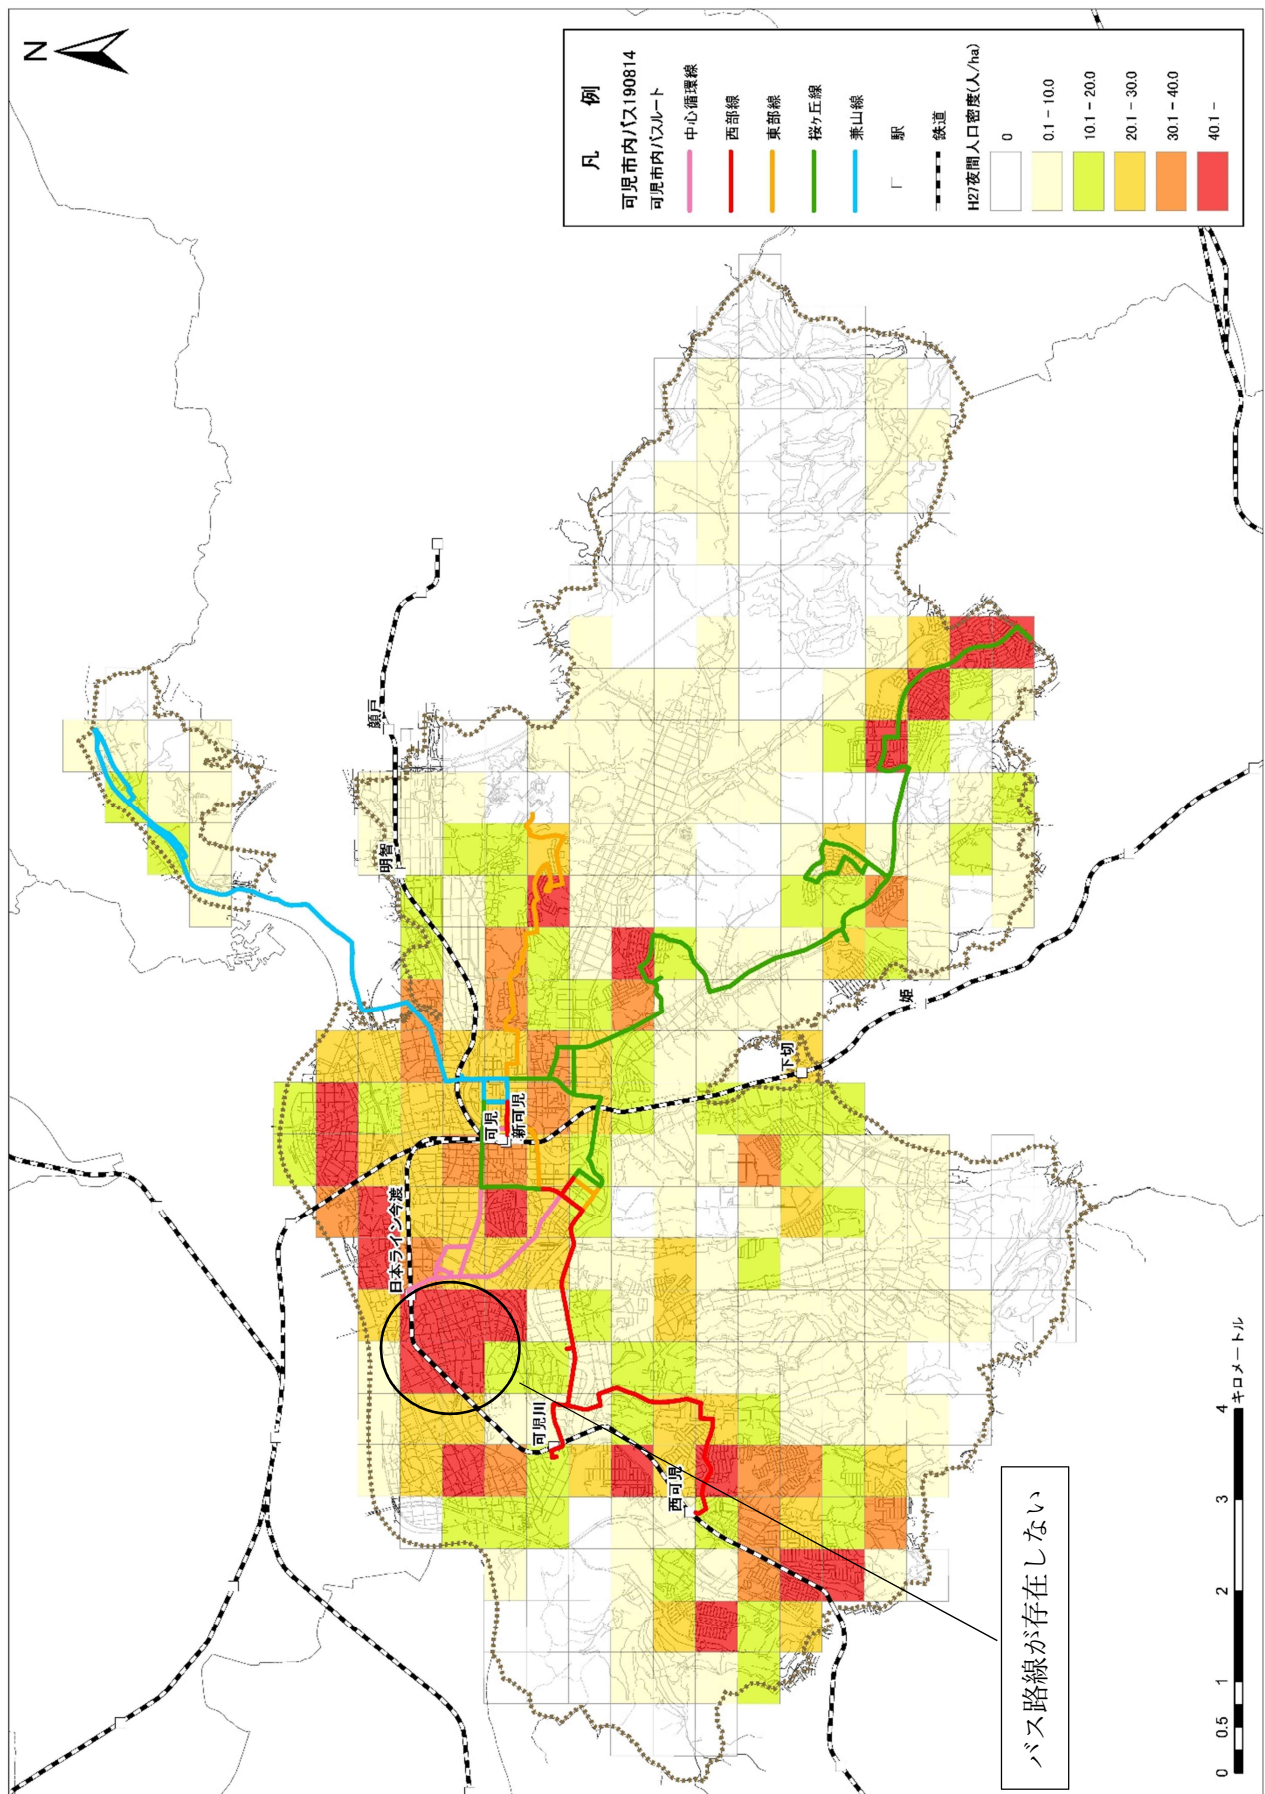 N
凡　例
可児市内バス190814
可児市内バスルート
中心循環線
西部線
東部線
桜ヶ丘線
兼山線
駅
鉄道
H27夜間人口密度(人/ha)
0
0.1 - 10.0
10.1 - 20.0
20.1 - 30.0
30.1 - 40.0
40.1 -
顔戸
明智
可児
新可児
日本ライン今渡
可児川
西可児
下切
姫
バス路線が存在しない
0 0.5 1 2 3 4
キロメートル